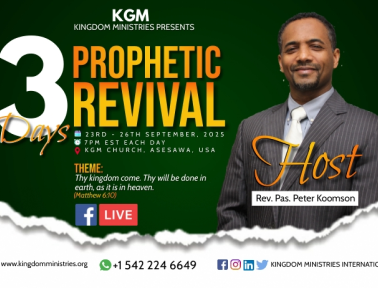 KGM
KINGDOM MINISTRIES PRESENTS
3
Days
PROPHETIC
REVIVAL
23RD - 26TH SEPTEMBER, 2025
7PM EST EACH DAY
KGM CHURCH, ASESAWA, USA
THEME:
Thy kingdom come. Thy will be done in
earth, as it is in heaven.
(Matthew 6:10)
LIVE
Host
Rev. Pas. Peter Koomson
www.kingdomministries.org
+1 542 224 6649
KINGDOM MINISTRIES INTERNATIO